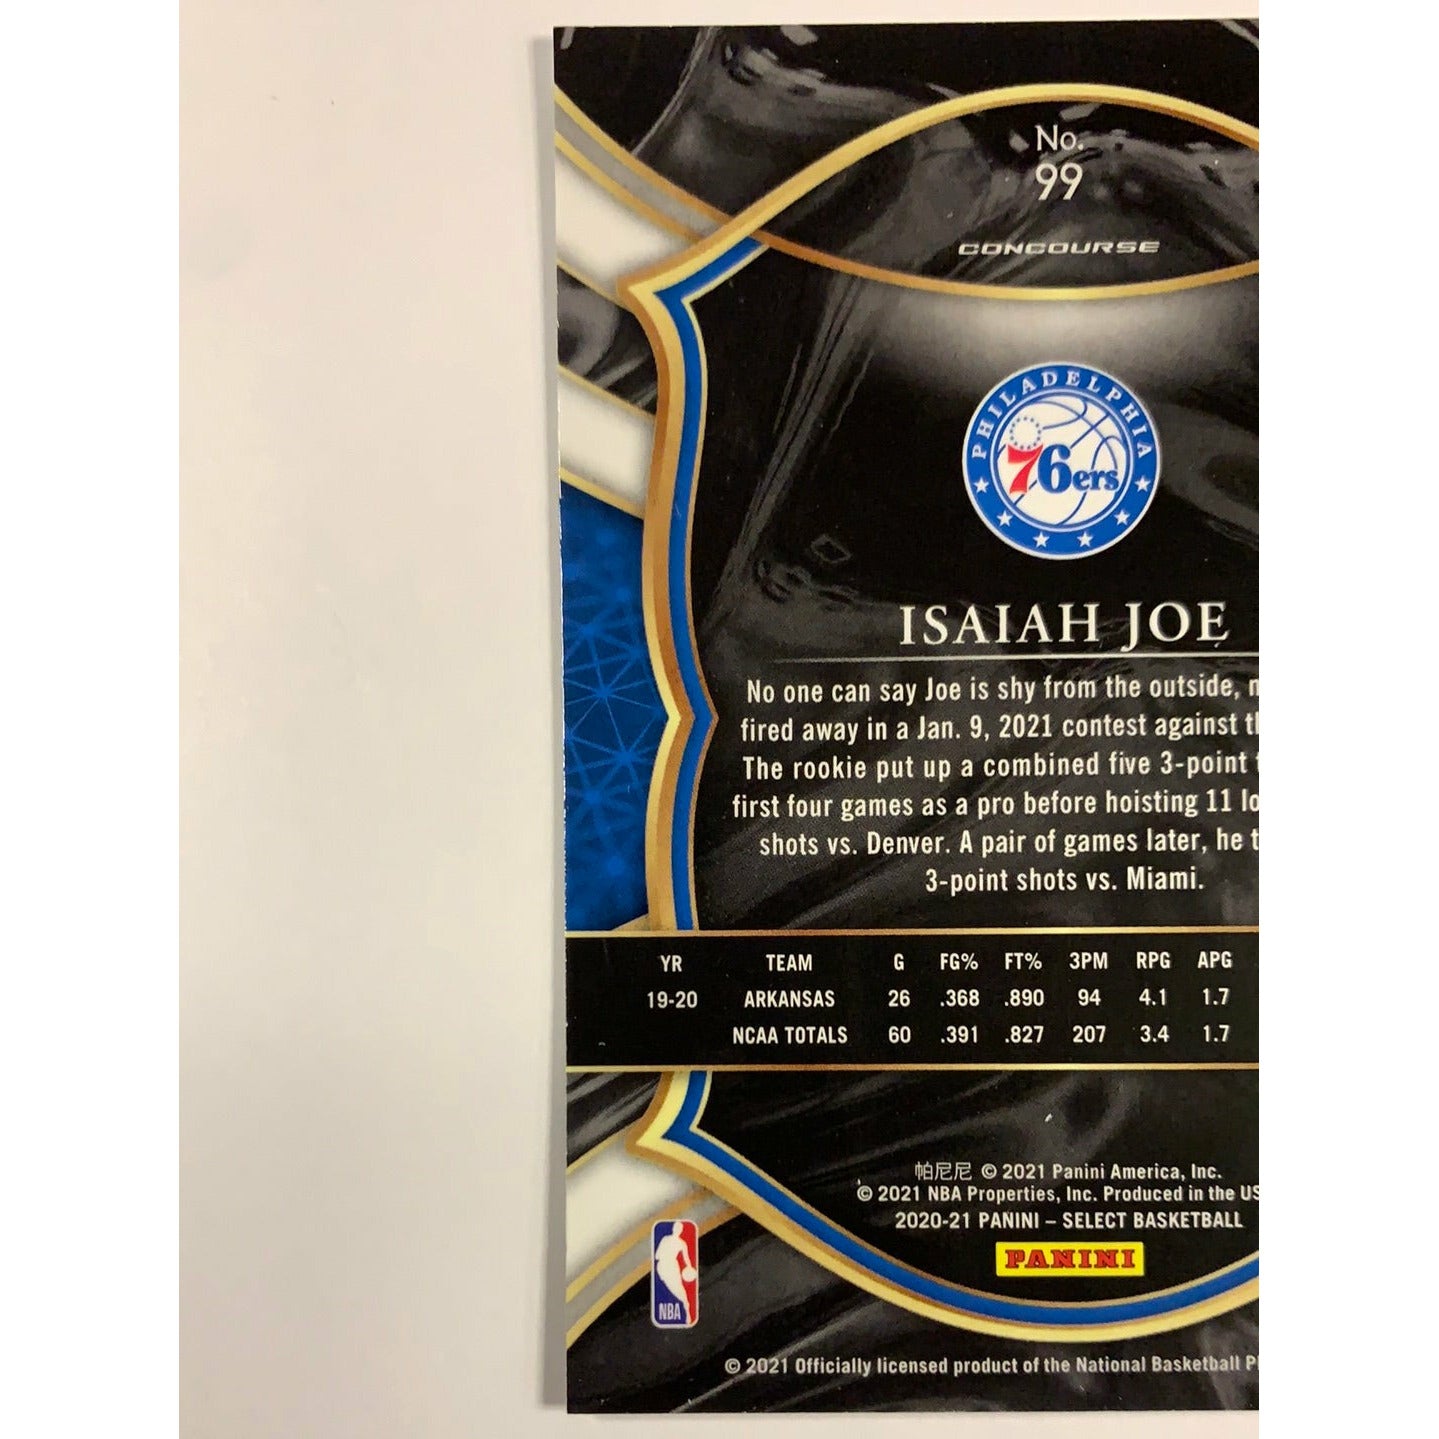 No.
99
CONCOURSE
PHILADELPHIA
76ers
ISAIAH JOE
No one can say Joe is shy from the outside,
fired away in a Jan. 9, 2021 contest against
The rookie put up a combined five 3-point
first four games as a pro before hoisting 11
shots vs. Denver. A pair of games later, he
3-point shots vs. Miami.
YR TEAM G FG% FT% 3PM RPG APG
19-20 ARKANSAS 26 .368 .890 94 4.1 1.7
NCAA TOTALS 60 .391 .827 207 3.4 1.7
帕尼尼 © 2021 Panini America, Inc.
© 2021 NBA Properties, Inc. Produced in the
2020-21 PANINI – SELECT BASKETBALL
PANINI
NBA
© 2021 Officially licensed product of the National Basketball